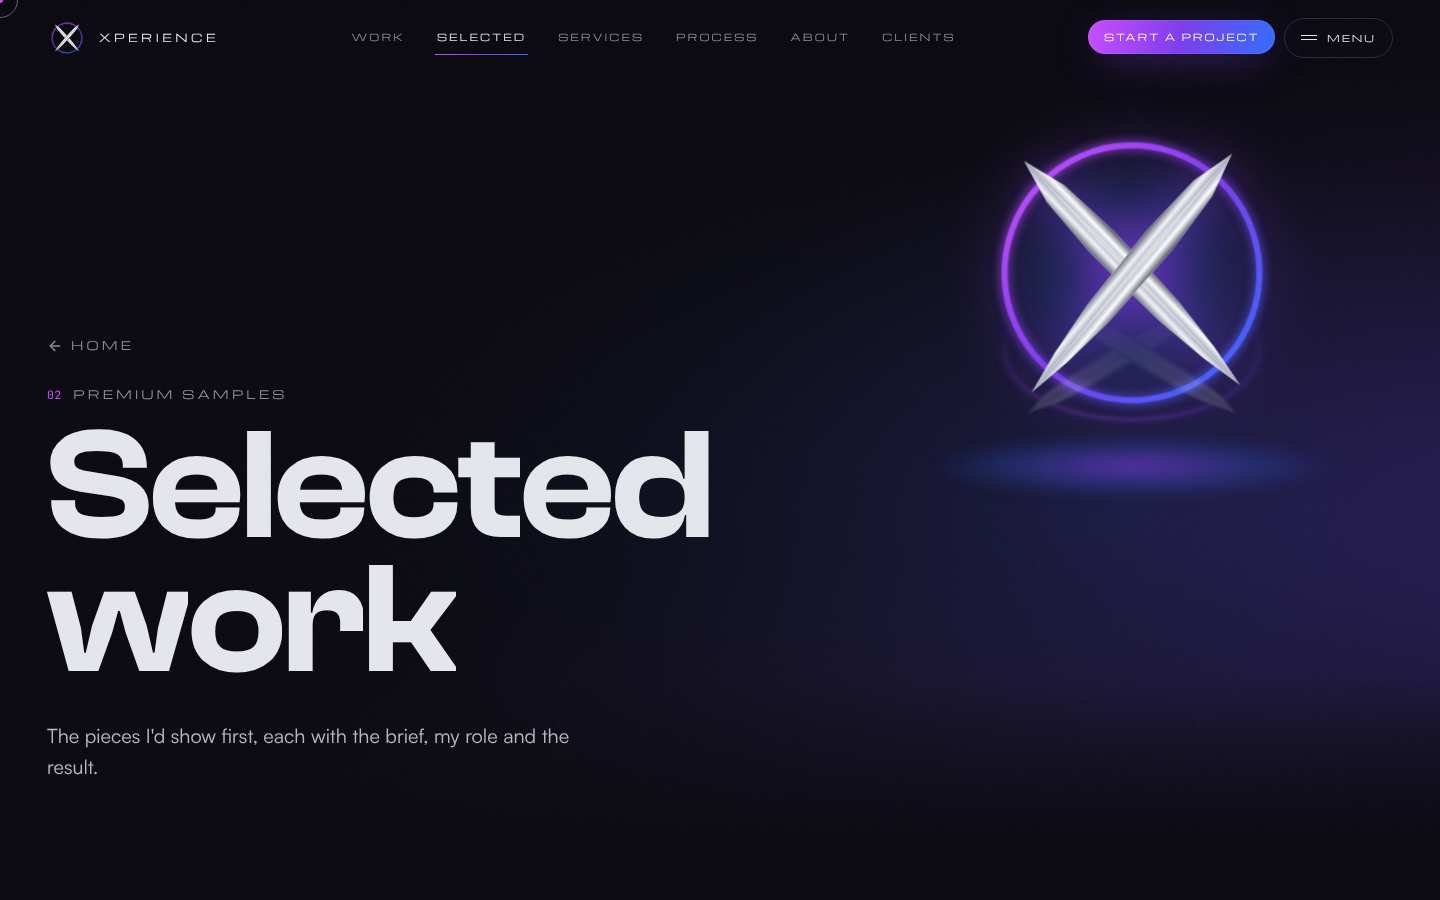 XPERIENCE
WORK
SELECTED
SERVICES
PROCESS
ABOUT
CLIENTS
START A PROJECT
MENU
HOME
02 PREMIUM SAMPLES
Selected
work
The pieces I'd show first, each with the brief, my role and the
result.